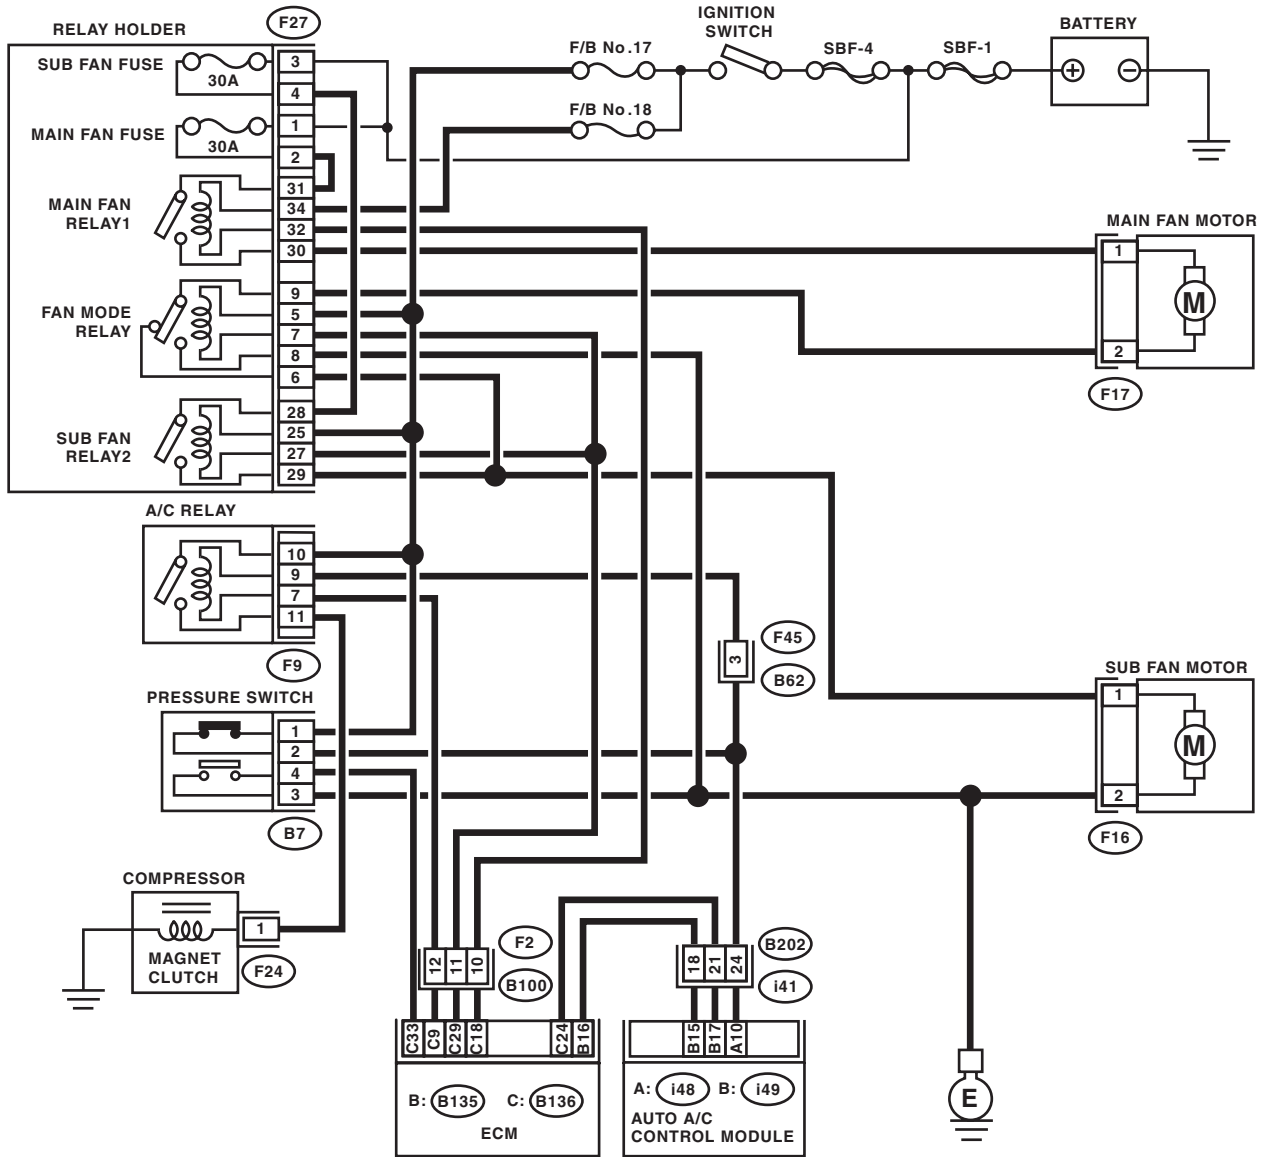 RELAY HOLDER
F27
IGNITION
SWITCH
BATTERY
SUB FAN FUSE
30A
3
4
F/B No.17
SBF-4
SBF-1
+
−
MAIN FAN FUSE
30A
1
2
F/B No.18
MAIN FAN
RELAY1
31
34
32
30
MAIN FAN MOTOR
1
M
2
F17
FAN MODE
RELAY
9
5
7
8
6
SUB FAN
RELAY2
28
25
27
29
A/C RELAY
10
9
7
11
F9
3
F45
B62
PRESSURE SWITCH
1
2
4
3
B7
SUB FAN MOTOR
1
M
2
F16
COMPRESSOR
1
MAGNET
CLUTCH
F24
12
11
10
F2
B100
18
21
24
B202
i41
C33
C9
C29
C18
C24
B16
B15
B17
A10
B: B135 C: B136
ECM
A: i48 B: i49
AUTO A/C
CONTROL MODULE
E